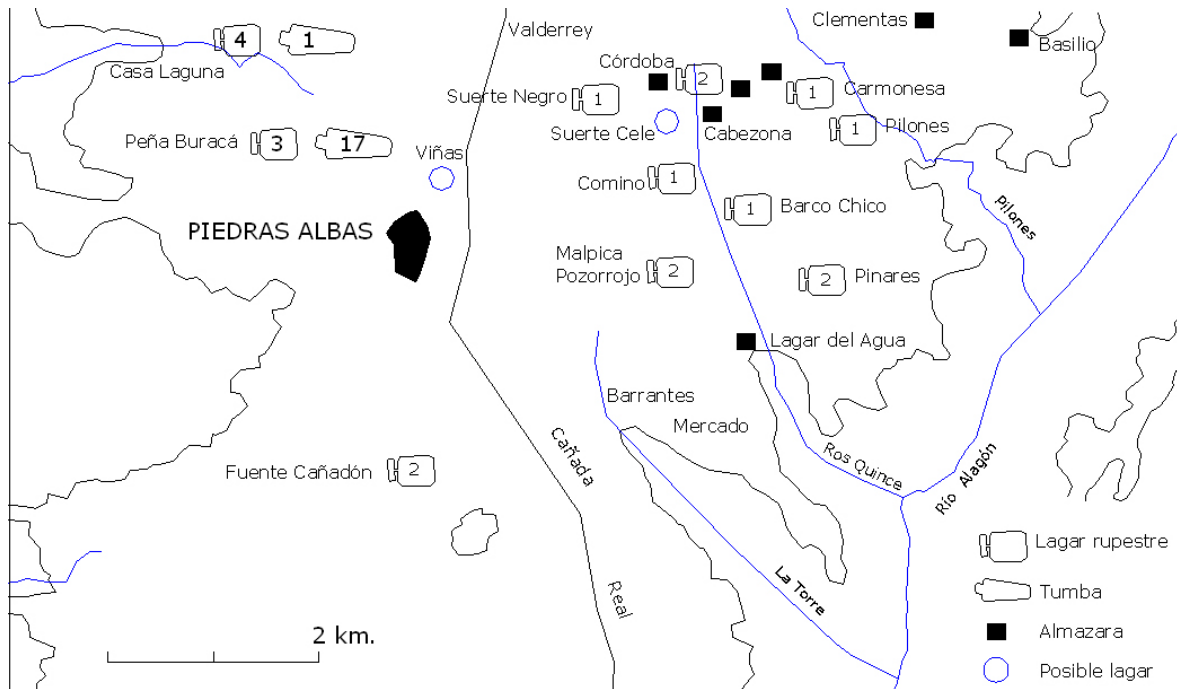 Valderrey
Clementas
Basilio
4
1
Casa Laguna
Córdoba
2
Suerte Negro
1
1
Carmonesa
Suerte Cele
Cabezona
1
Pilones
Peña Buracá
3
17
Viñas
Comino
1
Barco Chico
1
Pilones
PIEDRAS ALBAS
Malpica
Pozorrojo
2
2
Pinares
Lagar del Agua
Barrantes
Mercado
Cañada
Real
Ros Quince
Río Alagón
Fuente Cañadón
2
La Torre
2 km.
Lagar rupestre
Tumba
Almazara
Posible lagar